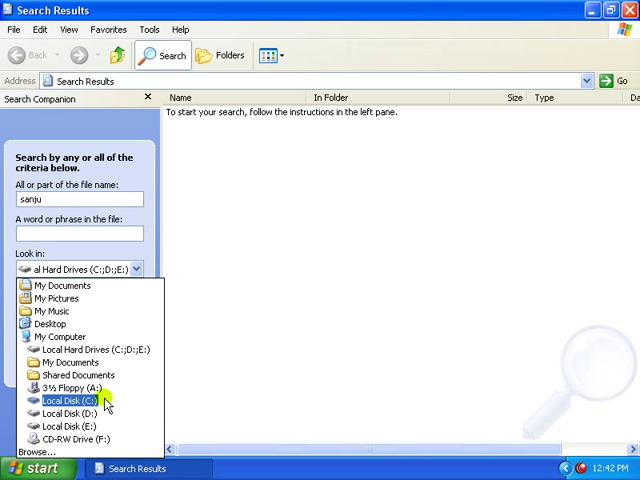 Search Results
File Edit View Favorites Tools Help
Back Search Folders
Address Search Results Go
Search Companion
Name In Folder Size Type Da
To start your search, follow the instructions in the left pane.
Search by any or all of the
criteria below.
All or part of the file name:
sanju
A word or phrase in the file:
Look in:
al Hard Drives (C:;D:;E:)
My Documents
My Pictures
My Music
Desktop
My Computer
Local Hard Drives (C:;D:;E:)
My Documents
Shared Documents
3½ Floppy (A:)
Local Disk (C:)
Local Disk (D:)
Local Disk (E:)
CD-RW Drive (F:)
Browse...
start Search Results 12:42 PM